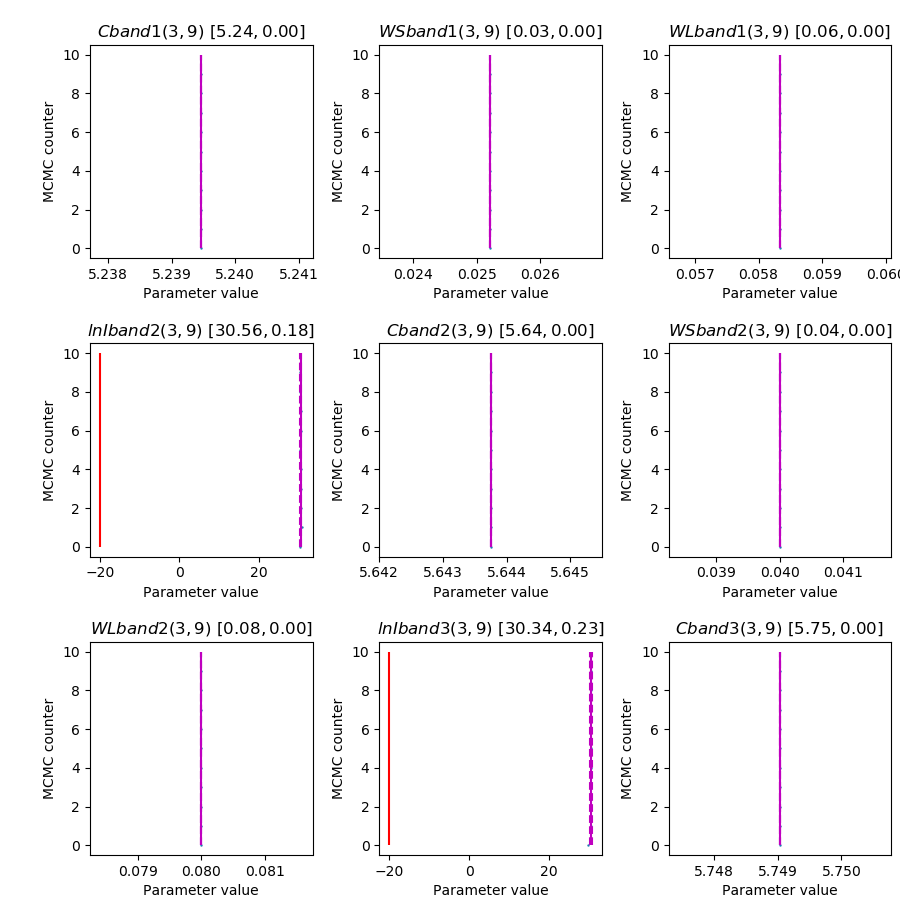 Cband1(3,9) [5.24,0.00]
WSband1(3,9) [0.03,0.00]
WLband1(3,9) [0.06,0.00]
10
8
6
4
2
0
MCMC counter
5.238 5.239 5.240 5.241
Parameter value
10
8
6
4
2
0
MCMC counter
0.024 0.025 0.026
Parameter value
10
8
6
4
2
0
MCMC counter
0.057 0.058 0.059 0.060
Parameter value
lnIband2(3,9) [30.56,0.18]
Cband2(3,9) [5.64,0.00]
WSband2(3,9) [0.04,0.00]
10
8
6
4
2
0
MCMC counter
−20 0 20
Parameter value
10
8
6
4
2
0
MCMC counter
5.642 5.643 5.644 5.645
Parameter value
10
8
6
4
2
0
MCMC counter
0.039 0.040 0.041
Parameter value
WLband2(3,9) [0.08,0.00]
lnIband3(3,9) [30.34,0.23]
Cband3(3,9) [5.75,0.00]
10
8
6
4
2
0
MCMC counter
0.079 0.080 0.081
Parameter value
10
8
6
4
2
0
MCMC counter
−20 0 20
Parameter value
10
8
6
4
2
0
MCMC counter
5.748 5.749 5.750
Parameter value